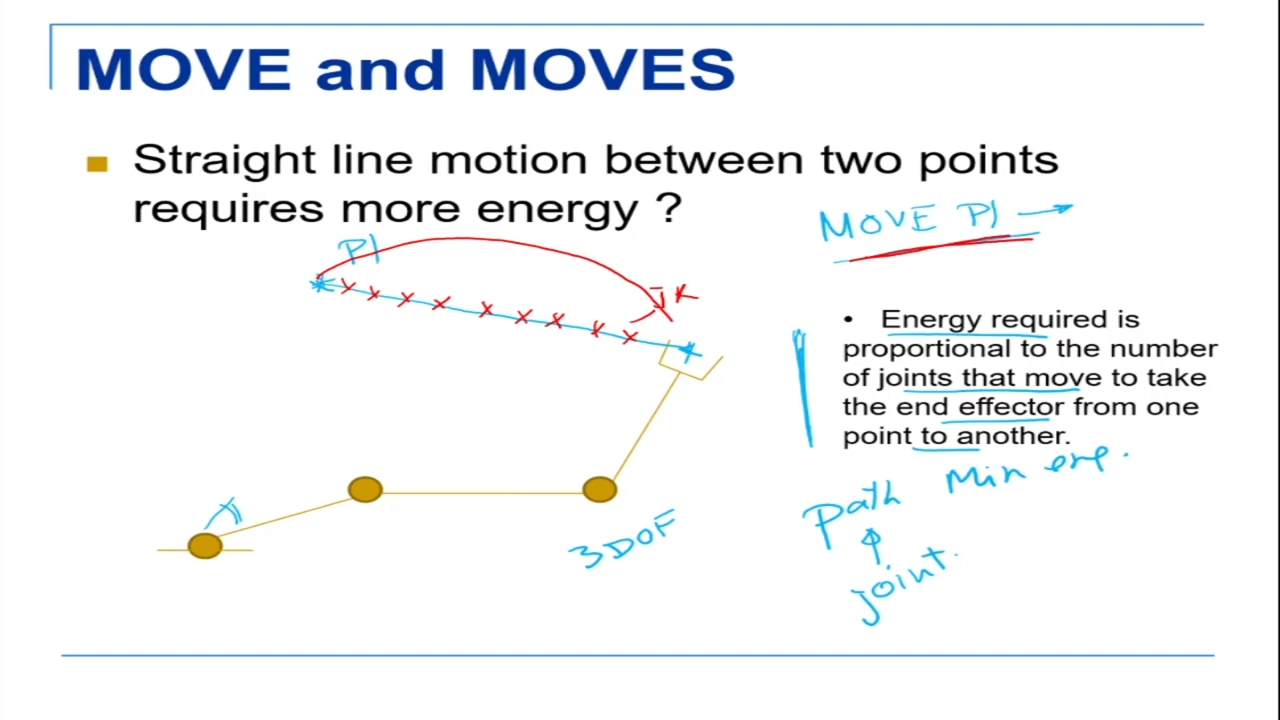 MOVE and MOVES
Straight line motion between two points
requires more energy ?
MOVE P1
P1
• Energy required is
proportional to the number
of joints that move to take
the end effector from one
point to another.
Path Min
joint.
3DOF